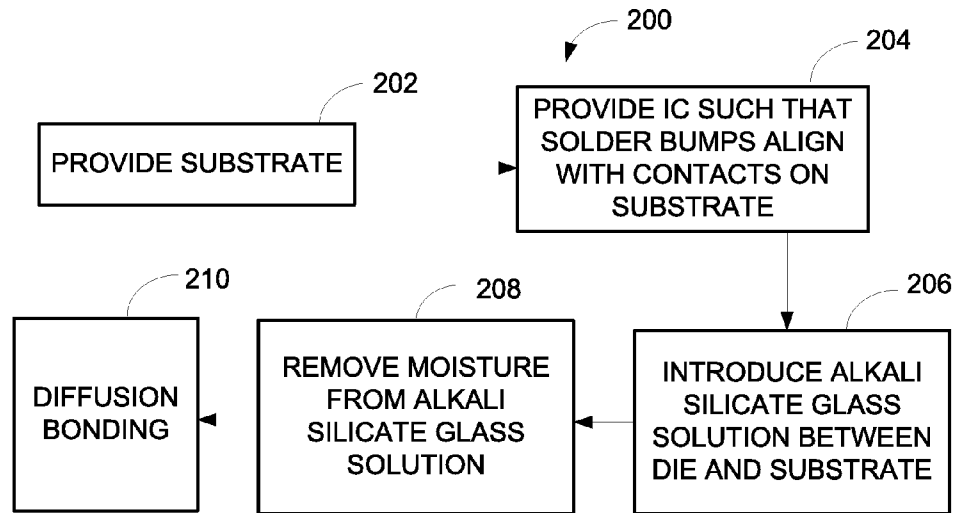 200
202
PROVIDE SUBSTRATE
204
PROVIDE IC SUCH THAT
SOLDER BUMPS ALIGN
WITH CONTACTS ON
SUBSTRATE
206
INTRODUCE ALKALI
SILICATE GLASS
SOLUTION BETWEEN
DIE AND SUBSTRATE
208
REMOVE MOISTURE
FROM ALKALI
SILICATE GLASS
SOLUTION
210
DIFFUSION
BONDING